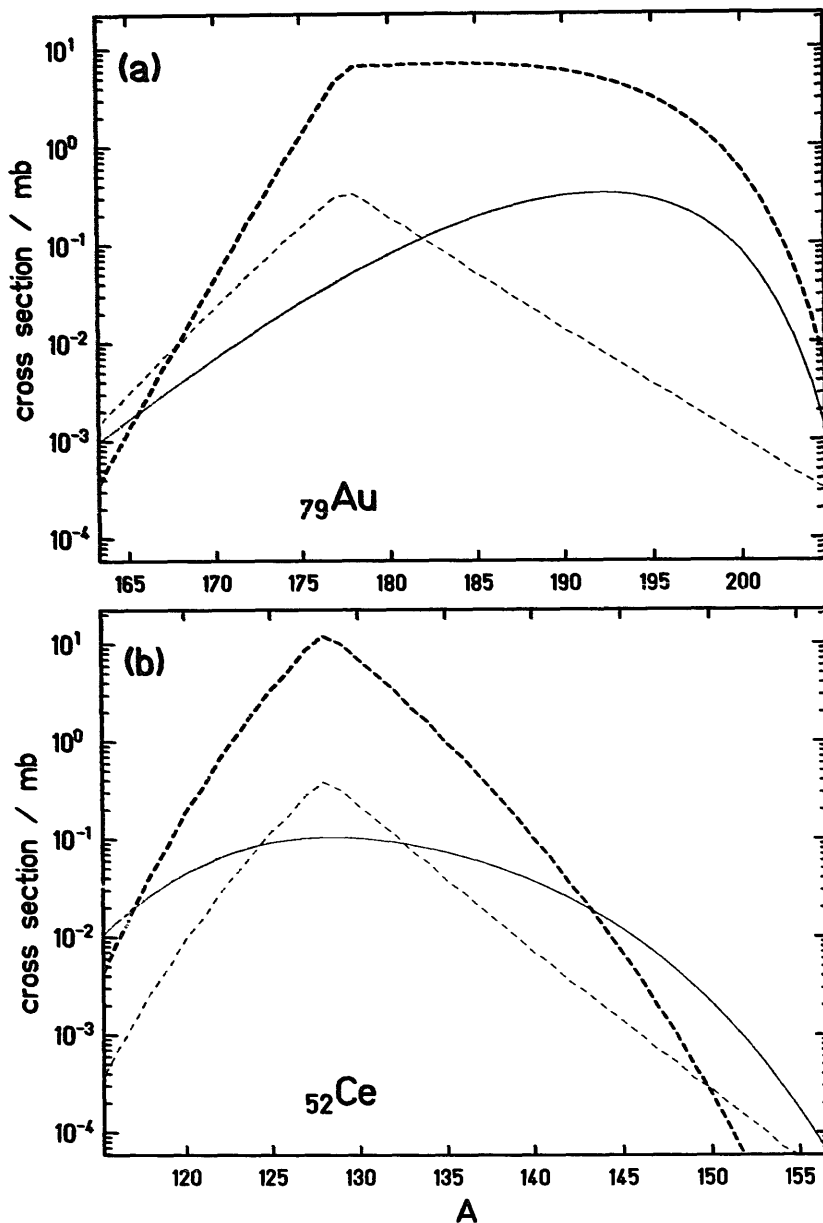 (a)
10¹
10⁰
10⁻¹
10⁻²
10⁻³
10⁻⁴
cross section / mb
₇₉Au
165 170 175 180 185 190 195 200
(b)
10¹
10⁰
10⁻¹
10⁻²
10⁻³
10⁻⁴
cross section / mb
₅₂Ce
120 125 130 135 140 145 150 155
A